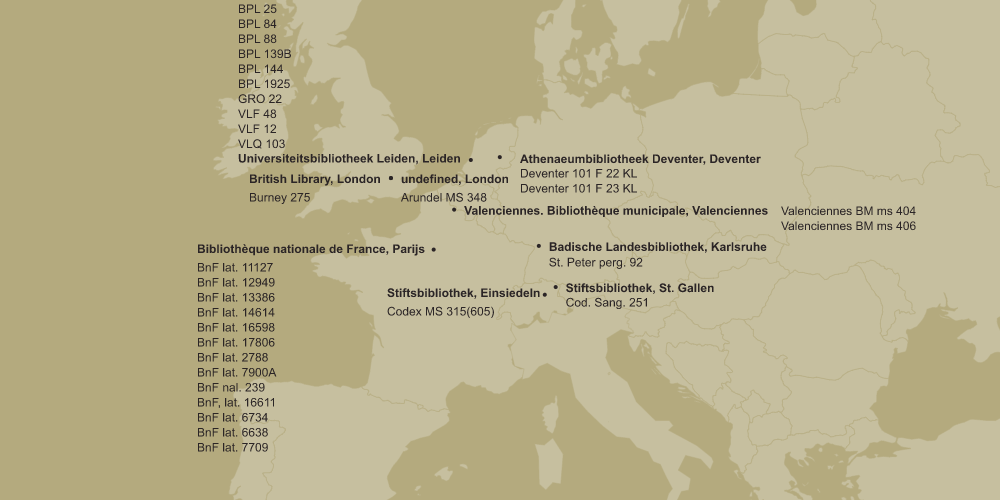 BPL 25
BPL 84
BPL 88
BPL 139B
BPL 144
BPL 1925
GRO 22
VLF 48
VLF 12
VLQ 103
Universiteitsbibliotheek Leiden, Leiden
Athenaeumbibliotheek Deventer, Deventer
Deventer 101 F 22 KL
Deventer 101 F 23 KL
British Library, London
Burney 275
undefined, London
Arundel MS 348
Valenciennes. Bibliothèque municipale, Valenciennes
Valenciennes BM ms 404
Valenciennes BM ms 406
Bibliothèque nationale de France, Parijs
BnF lat. 11127
BnF lat. 12949
BnF lat. 13386
BnF lat. 14614
BnF lat. 16598
BnF lat. 17806
BnF lat. 2788
BnF lat. 7900A
BnF nal. 239
BnF, lat. 16611
BnF lat. 6734
BnF lat. 6638
BnF lat. 7709
Badische Landesbibliothek, Karlsruhe
St. Peter perg. 92
Stiftsbibliothek, Einsiedeln
Codex MS 315(605)
Stiftsbibliothek, St. Gallen
Cod. Sang. 251